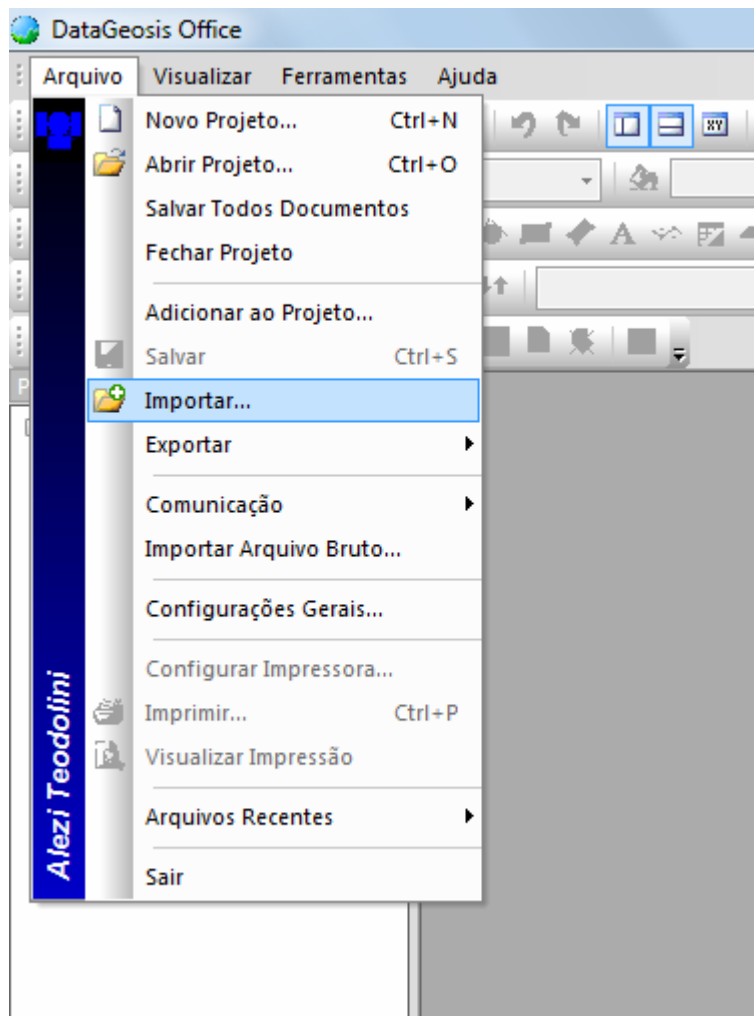 DataGeosis Office
Arquivo Visualizar Ferramentas Ajuda
Novo Projeto... Ctrl+N
Abrir Projeto... Ctrl+O
Salvar Todos Documentos
Fechar Projeto
Adicionar ao Projeto...
Salvar Ctrl+S
Importar...
Exportar
Comunicação
Importar Arquivo Bruto...
Configurações Gerais...
Configurar Impressora...
Imprimir... Ctrl+P
Visualizar Impressão
Arquivos Recentes
Sair
Alezi Teodolini
XY
A
P